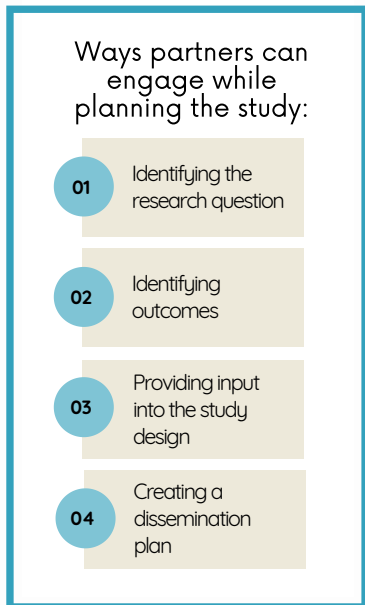 Ways partners can
engage while
planning the study:
01
Identifying the
research question
02
Identifying
outcomes
03
Providing input
into the study
design
04
Creating a
dissemination
plan